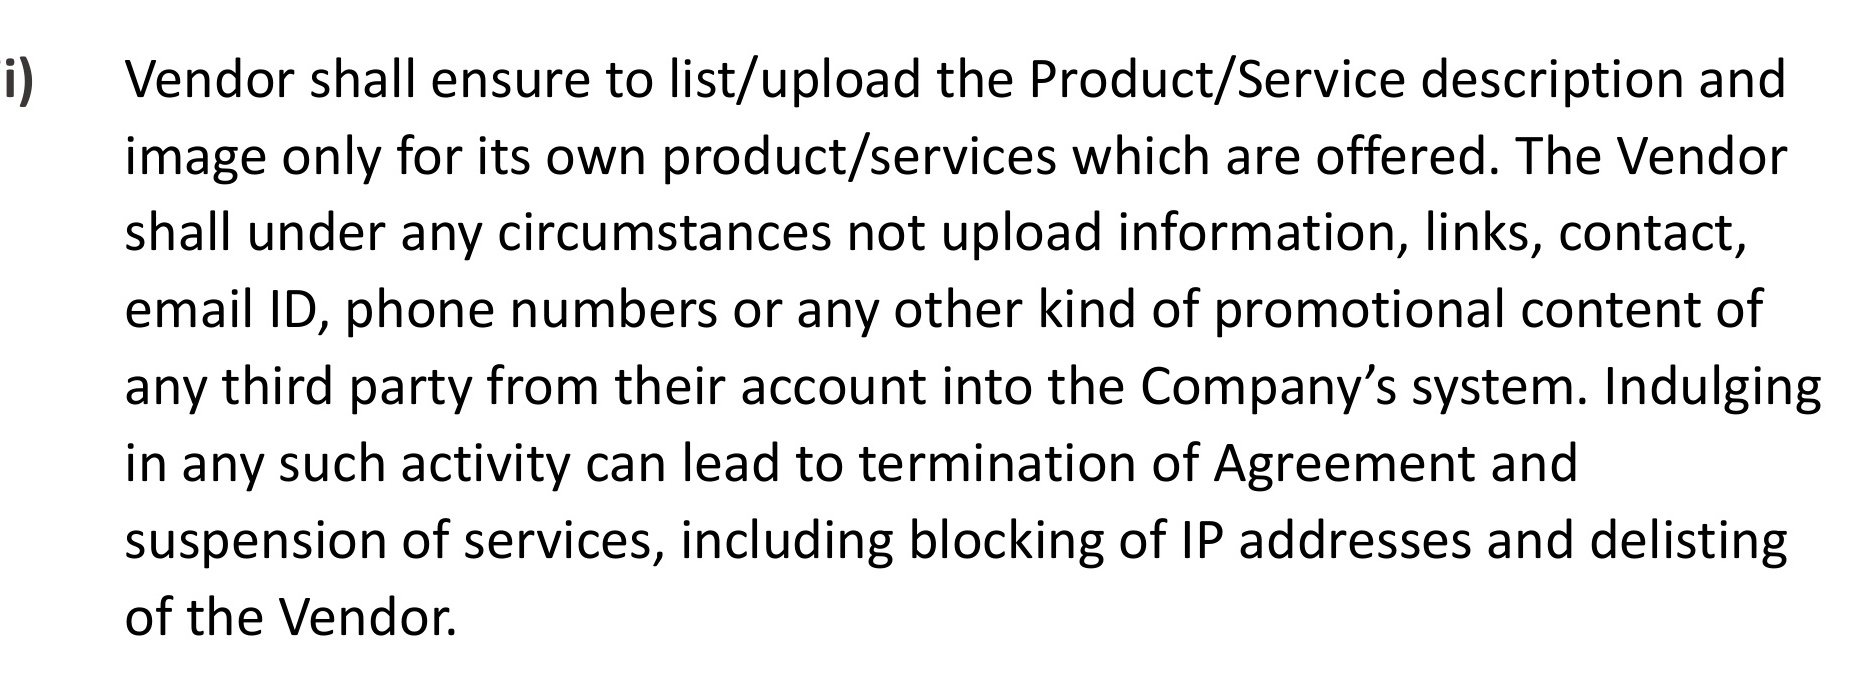 i) Vendor shall ensure to list/upload the Product/Service description and
image only for its own product/services which are offered. The Vendor
shall under any circumstances not upload information, links, contact,
email ID, phone numbers or any other kind of promotional content of
any third party from their account into the Company’s system. Indulging
in any such activity can lead to termination of Agreement and
suspension of services, including blocking of IP addresses and delisting
of the Vendor.